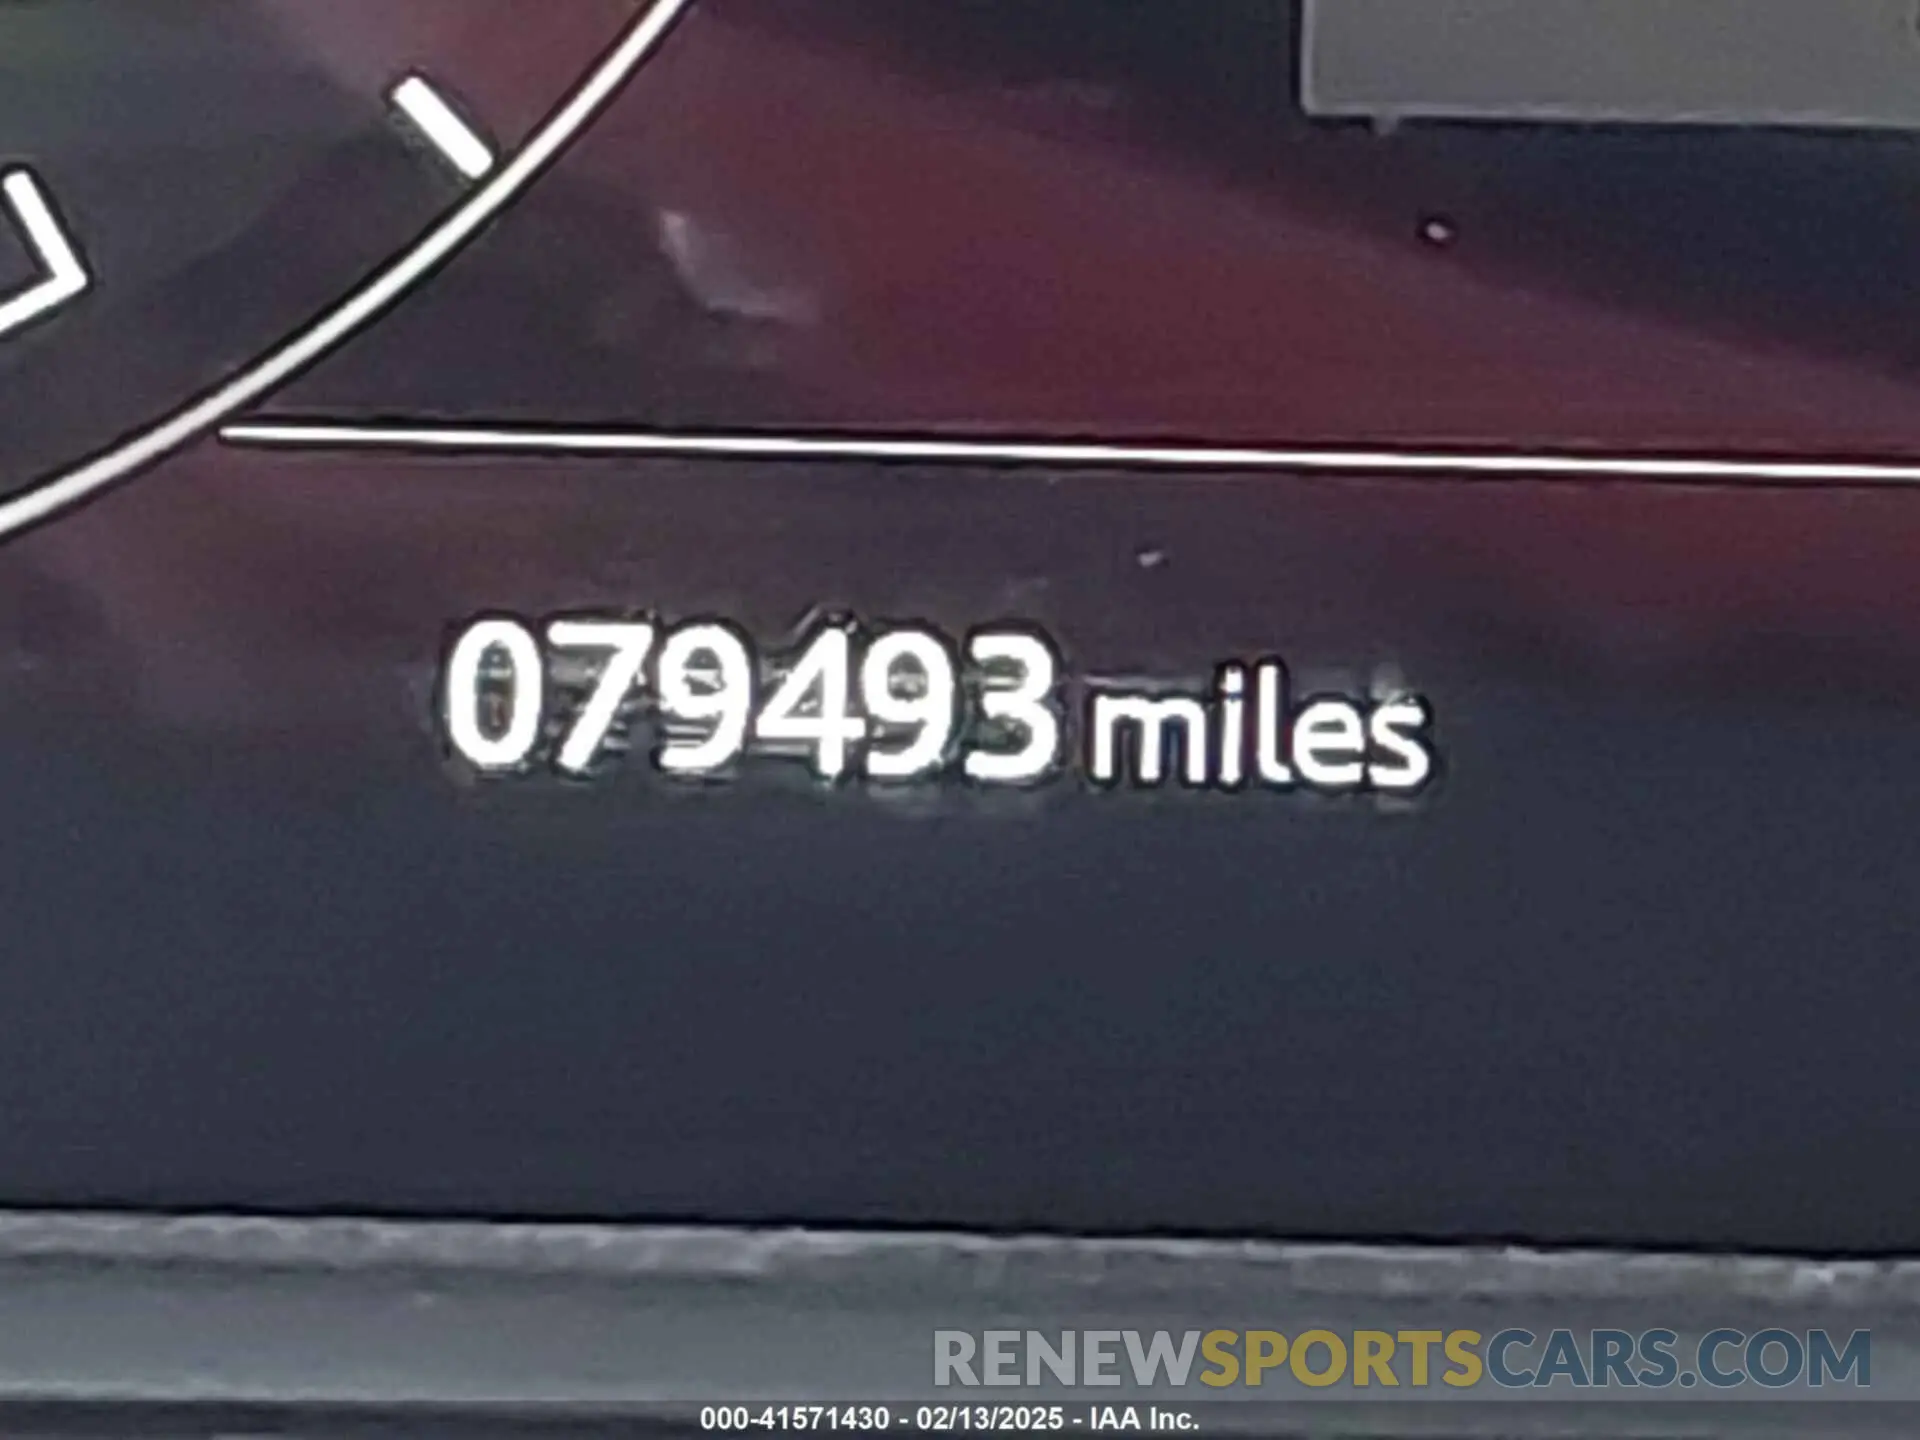 079493 miles
RENEWSPORTSCARS.COM
000-41571430 - 02/13/2025 - IAA Inc.